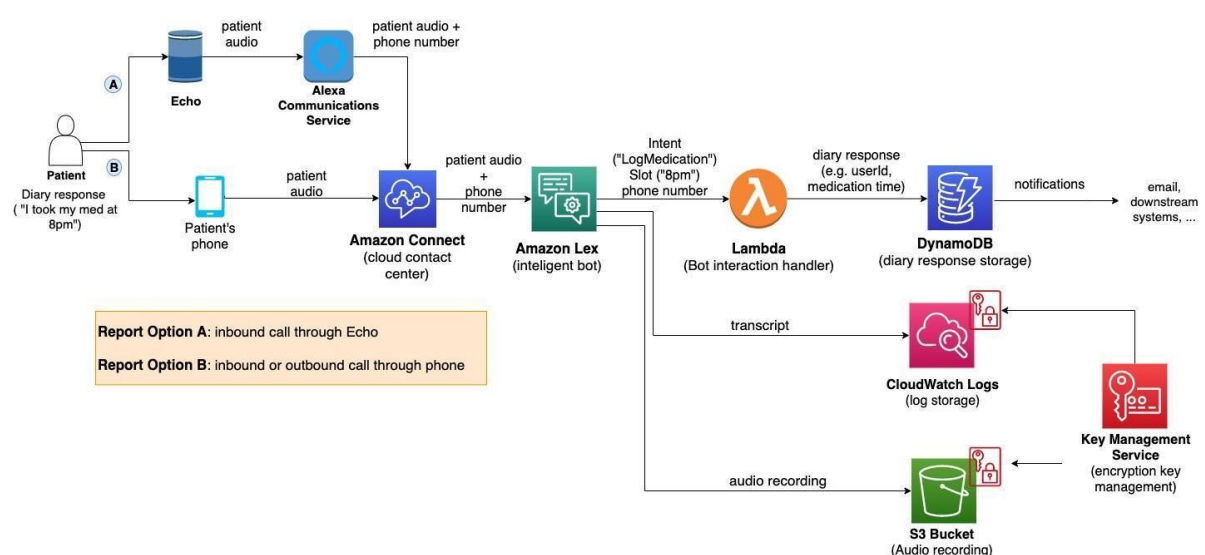 patient
audio
patient audio +
phone number
A
Echo
Alexa
Communications
Service
Patient
Diary response
( "I took my med at
8pm")
B
Patient's
phone
patient
audio
Amazon Connect
(cloud contact
center)
patient audio
+
phone
number
Amazon Lex
(inteligent bot)
Intent
("LogMedication")
Slot ("8pm")
phone number
Lambda
(Bot interaction handler)
diary response
(e.g. userId,
medication time)
DynamoDB
(diary response storage)
notifications
email,
downstream
systems, ...
Report Option A: inbound call through Echo
Report Option B: inbound or outbound call through phone
transcript
CloudWatch Logs
(log storage)
Key Management
Service
(encryption key
management)
audio recording
S3 Bucket
(Audio recording)